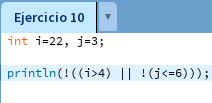 Ejercicio 10
int i=22, j=3;
println(!((i>4) || !(j<=6)));